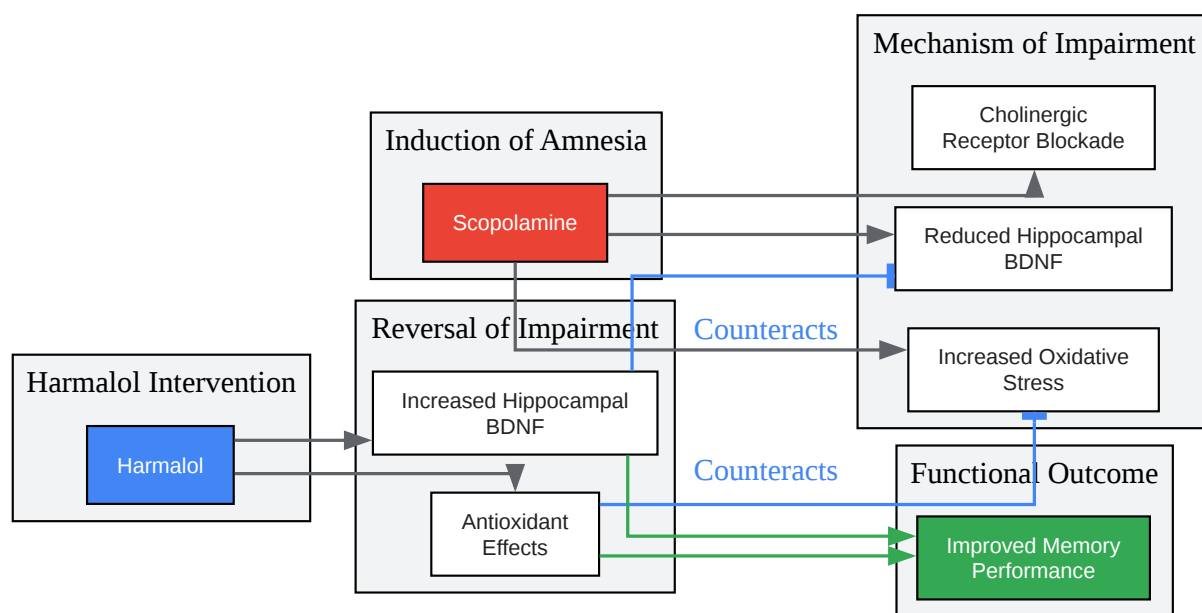 Mechanism of Impairment
Cholinergic
Receptor Blockade
Induction of Amnesia
Scopolamine
Reduced Hippocampal
BDNF
Reversal of Impairment
Counteracts
Increased Oxidative
Stress
Harmalol Intervention
Increased Hippocampal
BDNF
Harmalol
Counteracts
Functional Outcome
Antioxidant
Effects
Improved Memory
Performance